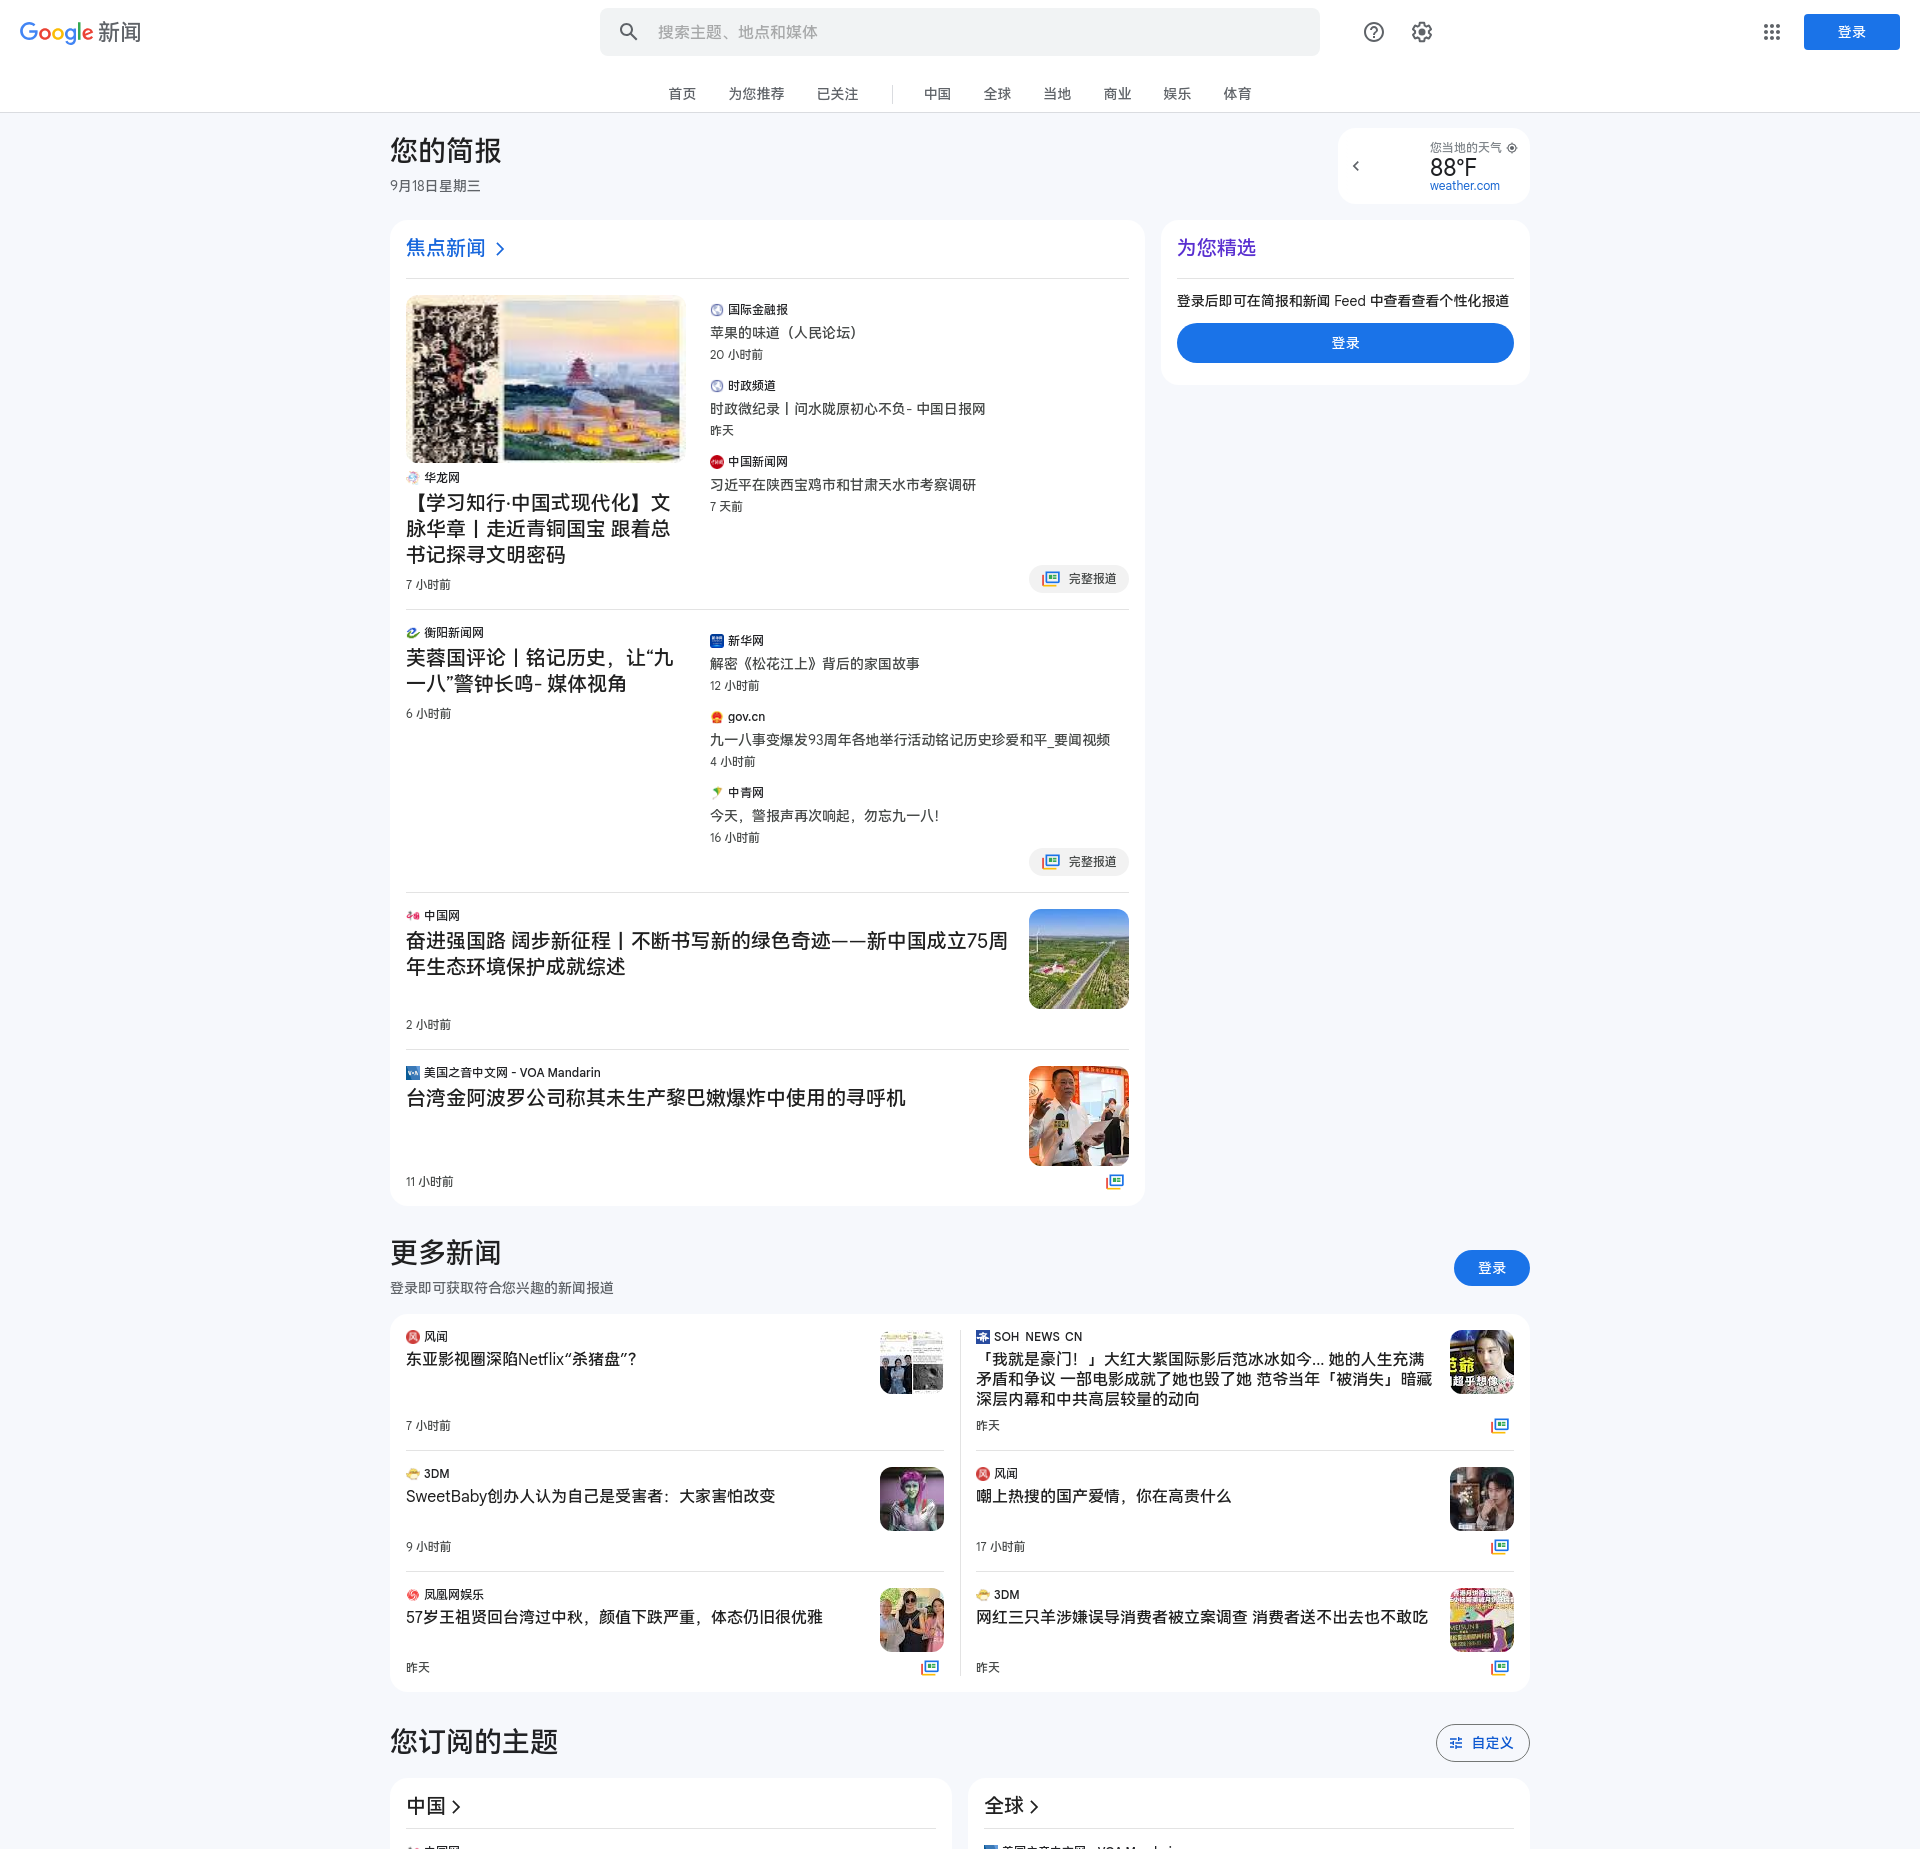 Google 新闻
搜索主题、地点和媒体
登录
首页
为您推荐
已关注
中国
全球
当地
商业
娱乐
体育
您的简报
9月18日星期三
您当地的天气
88°F
weather.com
焦点新闻
华龙网
【学习知行·中国式现代化】文
脉华章丨走近青铜国宝 跟着总
书记探寻文明密码
7 小时前
国际金融报
苹果的味道（人民论坛）
20 小时前
时政频道
时政微纪录丨问水陇原初心不负- 中国日报网
昨天
中国新闻网
习近平在陕西宝鸡市和甘肃天水市考察调研
7 天前
完整报道
为您精选
登录后即可在简报和新闻 Feed 中查看查看个性化报道
登录
衡阳新闻网
芙蓉国评论丨铭记历史，让“九
一八”警钟长鸣- 媒体视角
6 小时前
新华网
解密《松花江上》背后的家国故事
12 小时前
gov.cn
九一八事变爆发93周年各地举行活动铭记历史珍爱和平_要闻视频
4 小时前
中青网
今天，警报声再次响起，勿忘九一八！
16 小时前
完整报道
中国网
奋进强国路 阔步新征程丨不断书写新的绿色奇迹——新中国成立75周
年生态环境保护成就综述
2 小时前
美国之音中文网 - VOA Mandarin
台湾金阿波罗公司称其未生产黎巴嫩爆炸中使用的寻呼机
11 小时前
更多新闻
登录即可获取符合您兴趣的新闻报道
登录
风闻
东亚影视圈深陷Netflix“杀猪盘”？
7 小时前
SOH_NEWS_CN
「我就是豪门！」大红大紫国际影后范冰冰如今... 她的人生充满
矛盾和争议 一部电影成就了她也毁了她 范爷当年「被消失」暗藏
深层内幕和中共高层较量的动向
昨天
范爷
超乎想像
3DM
SweetBaby创办人认为自己是受害者：大家害怕改变
9 小时前
风闻
嘲上热搜的国产爱情，你在高贵什么
17 小时前
凤凰网娱乐
57岁王祖贤回台湾过中秋，颜值下跌严重，体态仍旧很优雅
昨天
3DM
网红三只羊涉嫌误导消费者被立案调查 消费者送不出去也不敢吃
昨天
您订阅的主题
自定义
中国
全球
中国网
美国之音中文网 - VOA Mandarin